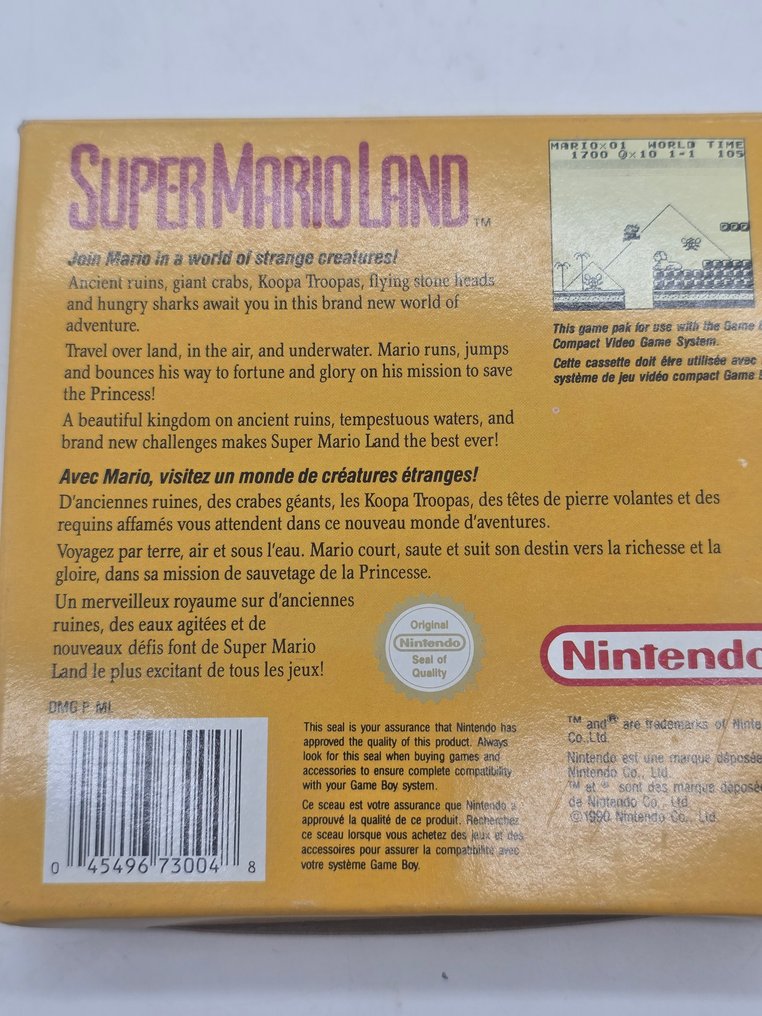 SUPER MARIO LAND ™
Join Mario in a world of strange creatures!
Ancient ruins, giant crabs, Koopa Troopas, flying stone heads
and hungry sharks await you in this brand new world of
adventure.
Travel over land, in the air, and underwater. Mario runs, jumps
and bounces his way to fortune and glory on his mission to save
the Princess!
A beautiful kingdom on ancient ruins, tempestuous waters, and
brand new challenges makes Super Mario Land the best ever!
Avec Mario, visitez un monde de créatures étranges!
D'anciennes ruines, des crabes géants, les Koopa Troopas, des têtes de pierre volantes et des
requins affamés vous attendent dans ce nouveau monde d'aventures.
Voyagez par terre, air et sous l'eau. Mario court, saute et suit son destin vers la richesse et la
gloire, dans sa mission de sauvetage de la Princesse.
Un merveilleux royaume sur d'anciennes
ruines, des eaux agitées et de
nouveaux défis font de Super Mario
Land le plus excitant de tous les jeux!
MARIO×01 WORLD TIME
1700 ×10 1-1 105
This game pak for use with the Game
Compact Video Game System.
Cette cassette doit être utilisée avec
système de jeu vidéo compact Game
Original
Nintendo
Seal of
Quality
Nintendo
DMG P ML
0 45496 73004 8
This seal is your assurance that Nintendo has
approved the quality of this product. Always
look for this seal when buying games and
accessories to ensure complete compatibility
with your Game Boy system.
Ce sceau est votre assurance que Nintendo a
approuvé la qualité de ce produit. Recherchez
ce sceau lorsque vous achetez des jeux et des
accessoires pour assurer la compatibilité avec
votre système Game Boy.
™ and ® are trademarks of Ninte
Co. Ltd.
Nintendo est une marque déposée
Nintendo Co., Ltd.
™ et ® sont des marque déposée
de Nintendo Co., Ltd.
©1990 Nintendo Co., Ltd.